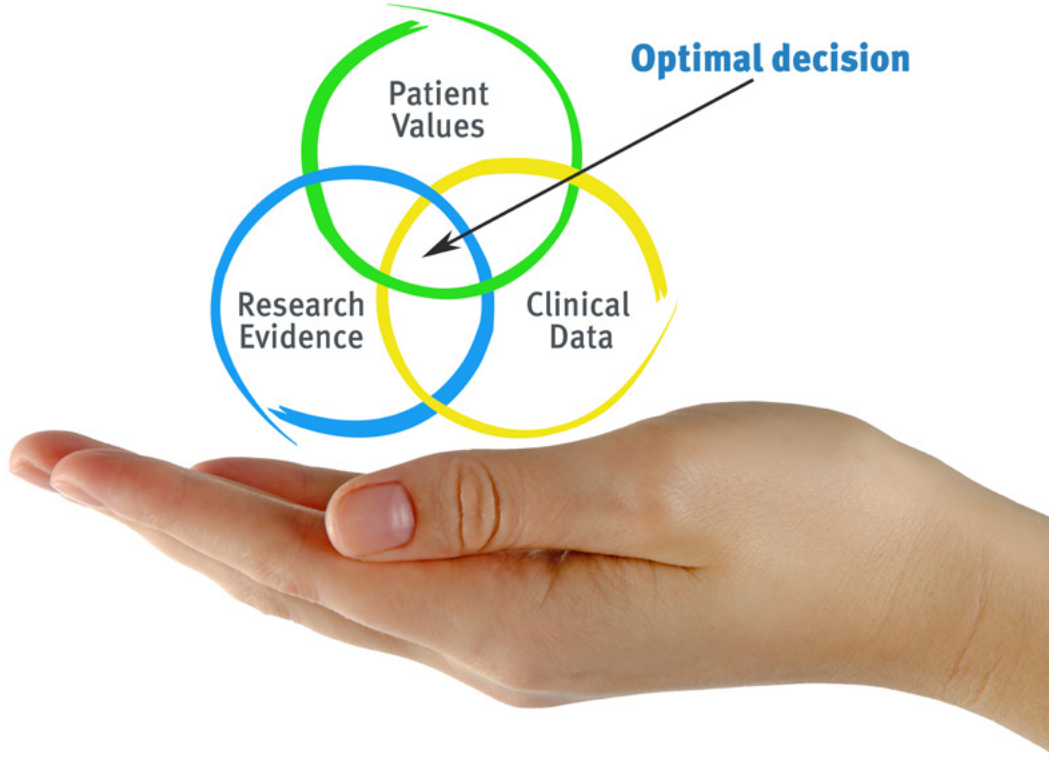 Optimal decision
Patient
Values
Research
Evidence
Clinical
Data